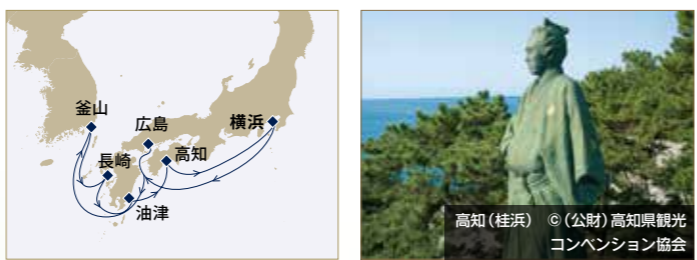 釜山
広島
横浜
長崎
高知
油津
高知（桂浜）　©（公財）高知県観光
コンベンション協会